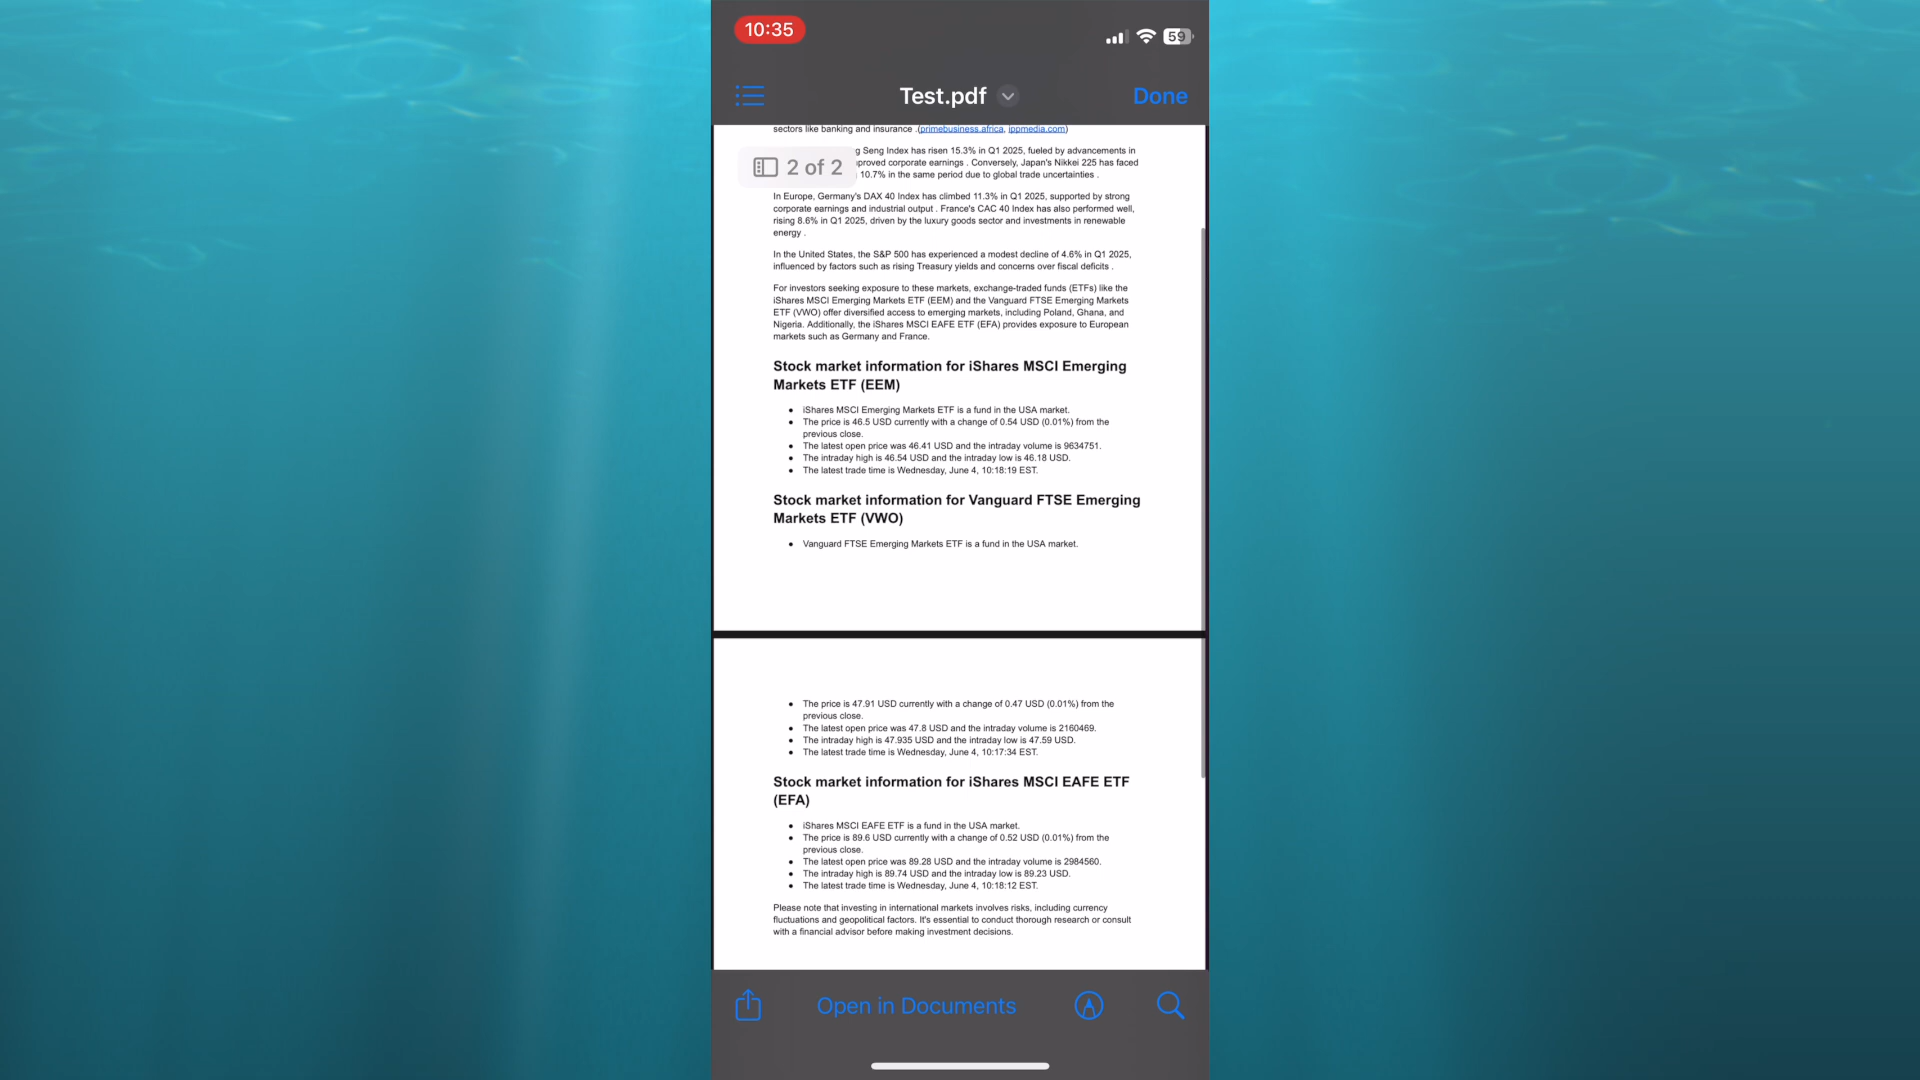 10:35
59
Test.pdf
Done
sectors like banking and insurance .(primebusiness.africa, ippmedia.com)
2 of 2
g Seng Index has risen 15.3% in Q1 2025, fueled by advancements in
proved corporate earnings . Conversely, Japan's Nikkei 225 has faced
10.7% in the same period due to global trade uncertainties .
In Europe, Germany's DAX 40 Index has climbed 11.3% in Q1 2025, supported by strong
corporate earnings and industrial output . France's CAC 40 Index has also performed well,
rising 8.6% in Q1 2025, driven by the luxury goods sector and investments in renewable
energy .
In the United States, the S&P 500 has experienced a modest decline of 4.6% in Q1 2025,
influenced by factors such as rising Treasury yields and concerns over fiscal deficits .
For investors seeking exposure to these markets, exchange-traded funds (ETFs) like the
iShares MSCI Emerging Markets ETF (EEM) and the Vanguard FTSE Emerging Markets
ETF (VWO) offer diversified access to emerging markets, including Poland, Ghana, and
Nigeria. Additionally, the iShares MSCI EAFE ETF (EFA) provides exposure to European
markets such as Germany and France.
Stock market information for iShares MSCI Emerging
Markets ETF (EEM)
• iShares MSCI Emerging Markets ETF is a fund in the USA market.
• The price is 46.5 USD currently with a change of 0.54 USD (0.01%) from the
previous close.
• The latest open price was 46.41 USD and the intraday volume is 9634751.
• The intraday high is 46.54 USD and the intraday low is 46.18 USD.
• The latest trade time is Wednesday, June 4, 10:18:19 EST.
Stock market information for Vanguard FTSE Emerging
Markets ETF (VWO)
• Vanguard FTSE Emerging Markets ETF is a fund in the USA market.
• The price is 47.91 USD currently with a change of 0.47 USD (0.01%) from the
previous close.
• The latest open price was 47.8 USD and the intraday volume is 2160469.
• The intraday high is 47.935 USD and the intraday low is 47.59 USD.
• The latest trade time is Wednesday, June 4, 10:17:34 EST.
Stock market information for iShares MSCI EAFE ETF
(EFA)
• iShares MSCI EAFE ETF is a fund in the USA market.
• The price is 89.6 USD currently with a change of 0.52 USD (0.01%) from the
previous close.
• The latest open price was 89.28 USD and the intraday volume is 2984560.
• The intraday high is 89.74 USD and the intraday low is 89.23 USD.
• The latest trade time is Wednesday, June 4, 10:18:12 EST.
Please note that investing in international markets involves risks, including currency
fluctuations and geopolitical factors. It's essential to conduct thorough research or consult
with a financial advisor before making investment decisions.
Open in Documents